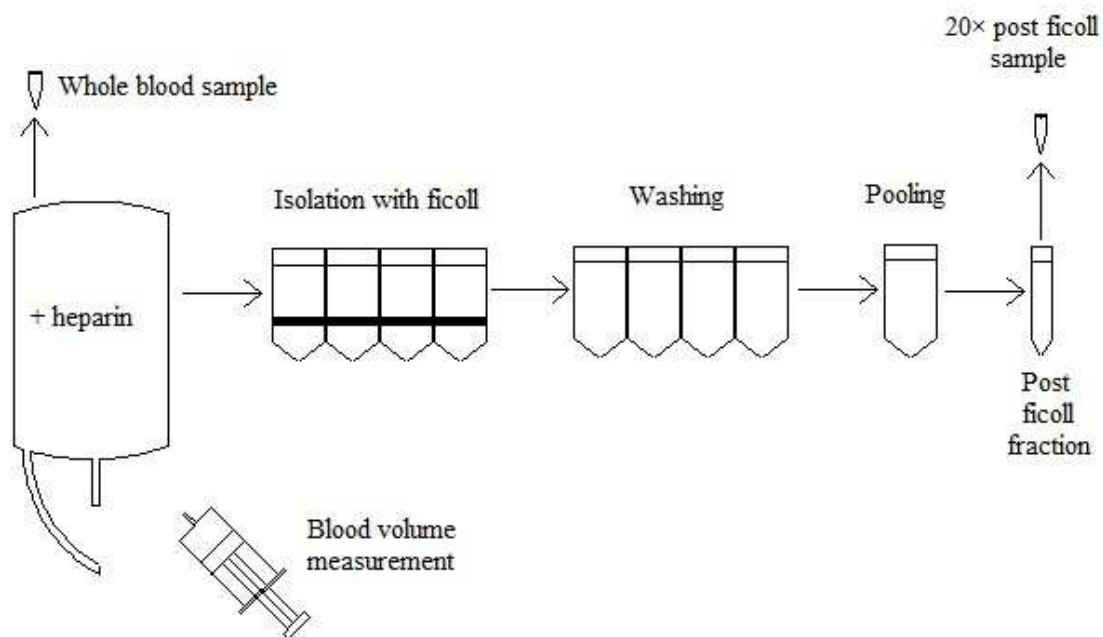 20× post ficoll
sample
Whole blood sample
Isolation with ficoll
Washing
Pooling
+ heparin
Post
ficoll
fraction
Blood volume
measurement